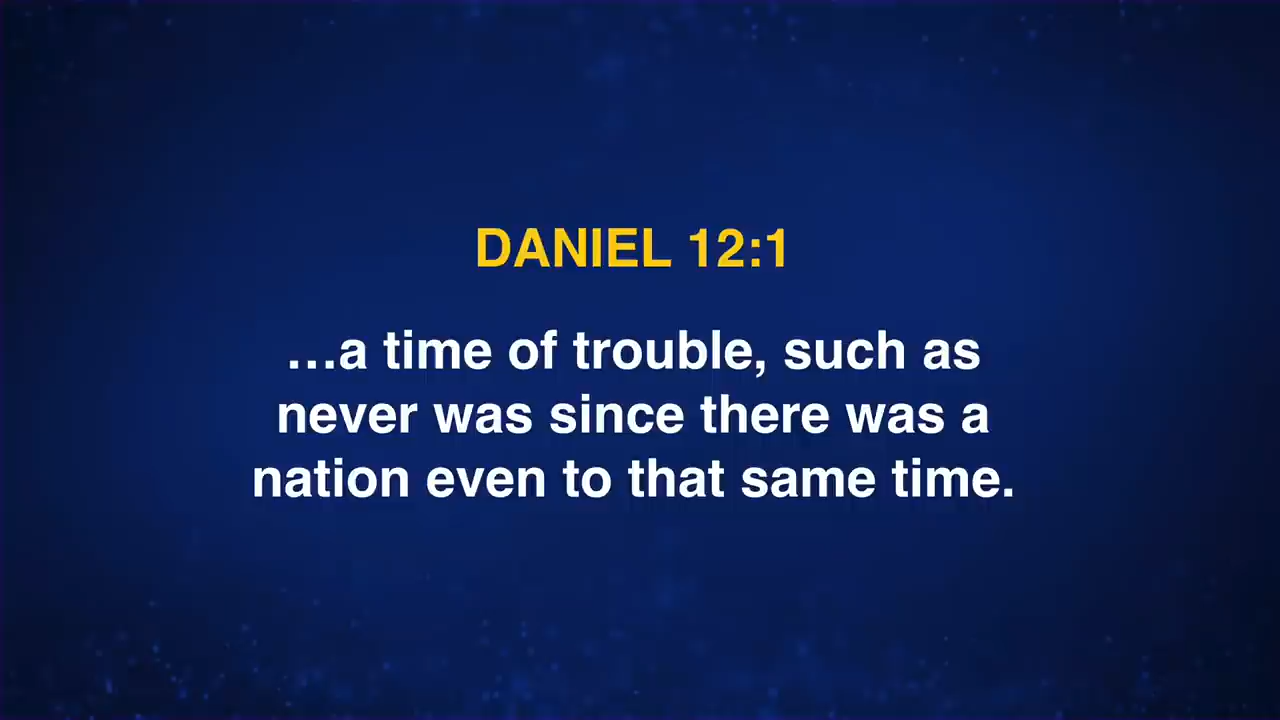 DANIEL 12:1
…a time of trouble, such as
never was since there was a
nation even to that same time.